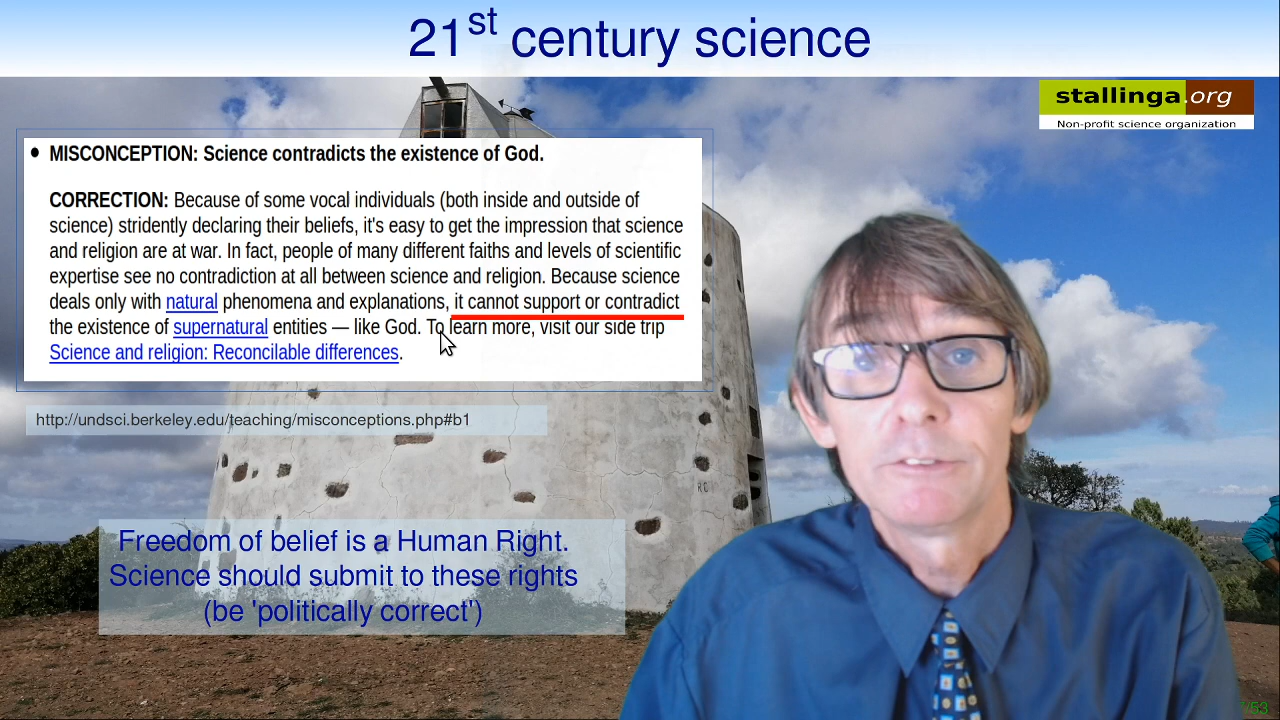 21st century science
stallinga.org
Non-profit science organization
• MISCONCEPTION: Science contradicts the existence of God.
CORRECTION: Because of some vocal individuals (both inside and outside of
science) stridently declaring their beliefs, it's easy to get the impression that science
and religion are at war. In fact, people of many different faiths and levels of scientific
expertise see no contradiction at all between science and religion. Because science
deals only with natural phenomena and explanations, it cannot support or contradict
the existence of supernatural entities — like God. To learn more, visit our side trip
Science and religion: Reconcilable differences.
http://undsci.berkeley.edu/teaching/misconceptions.php#b1
Freedom of belief is a Human Right.
Science should submit to these rights
(be 'politically correct')